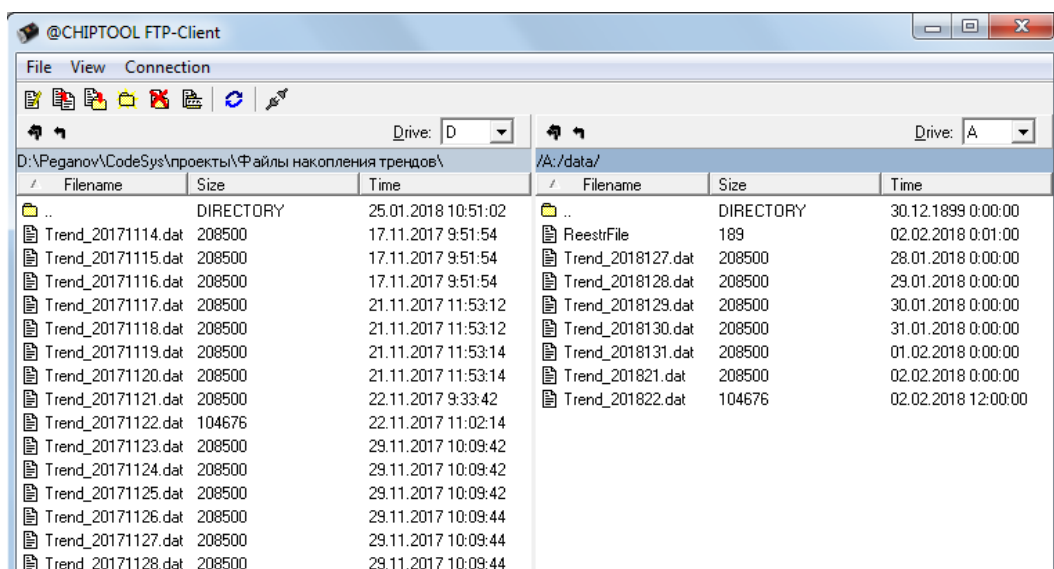 @CHIPTOOL FTP-Client
File View Connection
Drive: D Drive: A
D:\Peganov\CodeSys\проекты\Файлы накопления трендов\ /A:/data/
Filename Size Time Filename Size Time
.. DIRECTORY 25.01.2018 10:51:02 .. DIRECTORY 30.12.1899 0:00:00
Trend_20171114.dat 208500 17.11.2017 9:51:54 ReestrFile 189 02.02.2018 0:01:00
Trend_20171115.dat 208500 17.11.2017 9:51:54 Trend_2018127.dat 208500 28.01.2018 0:00:00
Trend_20171116.dat 208500 17.11.2017 9:51:54 Trend_2018128.dat 208500 29.01.2018 0:00:00
Trend_20171117.dat 208500 21.11.2017 11:53:12 Trend_2018129.dat 208500 30.01.2018 0:00:00
Trend_20171118.dat 208500 21.11.2017 11:53:12 Trend_2018130.dat 208500 31.01.2018 0:00:00
Trend_20171119.dat 208500 21.11.2017 11:53:14 Trend_2018131.dat 208500 01.02.2018 0:00:00
Trend_20171120.dat 208500 21.11.2017 11:53:14 Trend_201821.dat 208500 02.02.2018 0:00:00
Trend_20171121.dat 208500 22.11.2017 9:33:42 Trend_201822.dat 104676 02.02.2018 12:00:00
Trend_20171122.dat 104676 22.11.2017 11:02:14
Trend_20171123.dat 208500 29.11.2017 10:09:42
Trend_20171124.dat 208500 29.11.2017 10:09:42
Trend_20171125.dat 208500 29.11.2017 10:09:42
Trend_20171126.dat 208500 29.11.2017 10:09:44
Trend_20171127.dat 208500 29.11.2017 10:09:44
Trend_20171128.dat 208500 29.11.2017 10:09:44